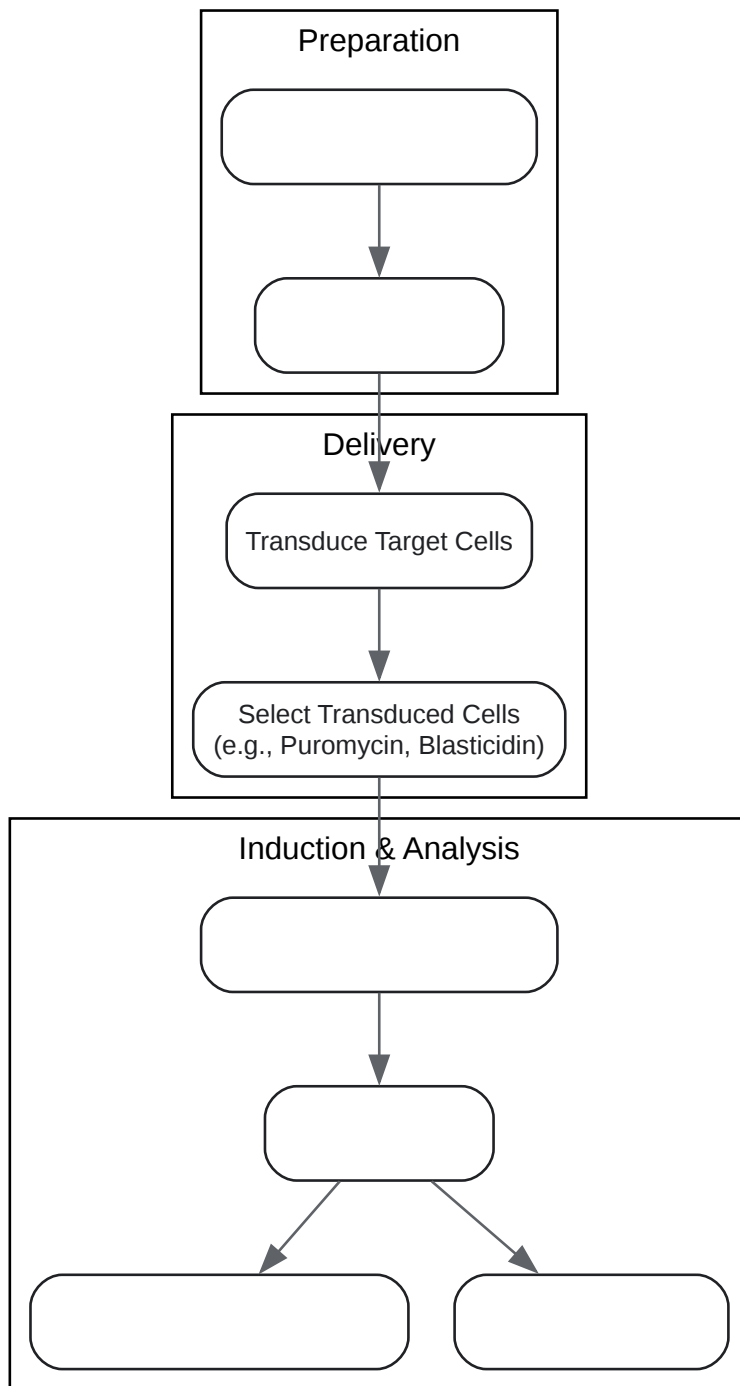 Preparation
Delivery
Transduce Target Cells
Select Transduced Cells
(e.g., Puromycin, Blasticidin)
Induction & Analysis